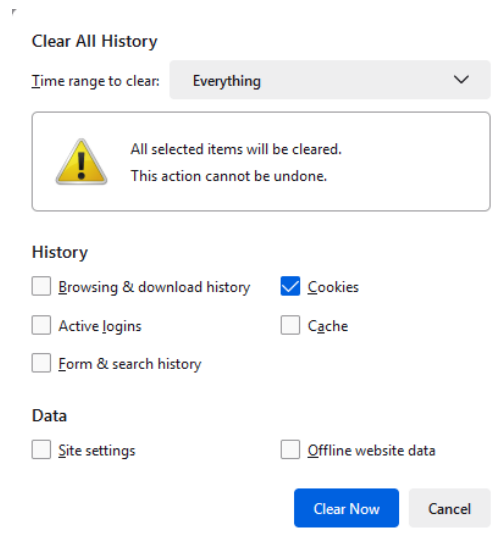 Clear All History
Time range to clear: Everything
All selected items will be cleared.
This action cannot be undone.
History
Browsing & download history Cookies
Active logins Cache
Form & search history
Data
Site settings Offline website data
Clear Now Cancel